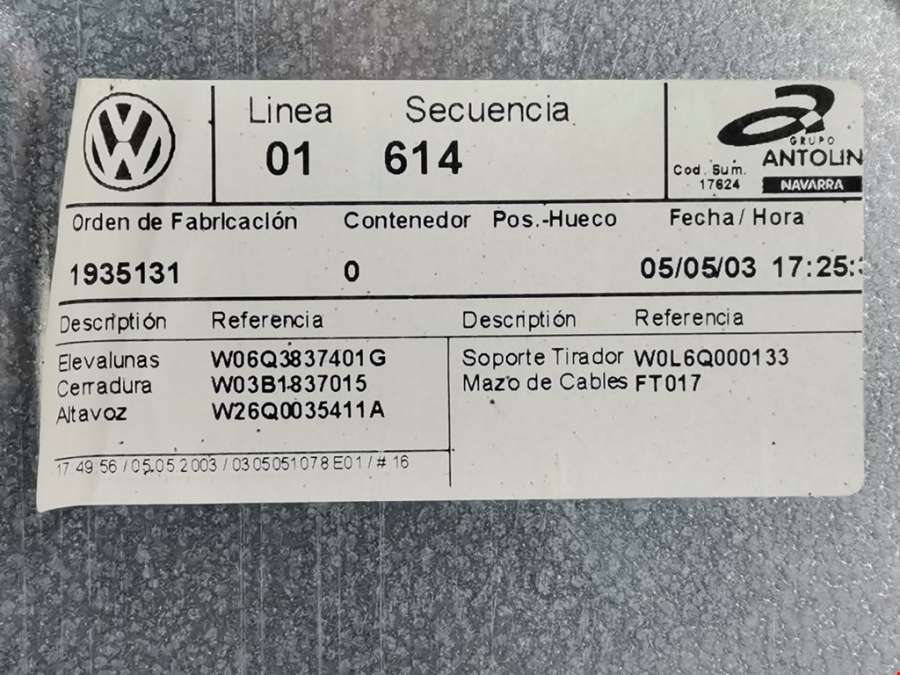 Linea Secuencia
01 614
GRUPO
ANTOLIN
NAVARRA
Cod. Sum.
17624
Orden de Fabricación Contenedor Pos.-Hueco Fecha/ Hora
1935131 0 05/05/03 17:25:
Descriptión Referencia Descriptión Referencia
Elevalunas W06Q3837401G Soporte Tirador W0L6Q000133
Cerradura W03B1837015 Mazo de Cables FT017
Altavoz W26Q0035411A
17 49 56 / 05.05.2003 / 0305051078E01 / # 16